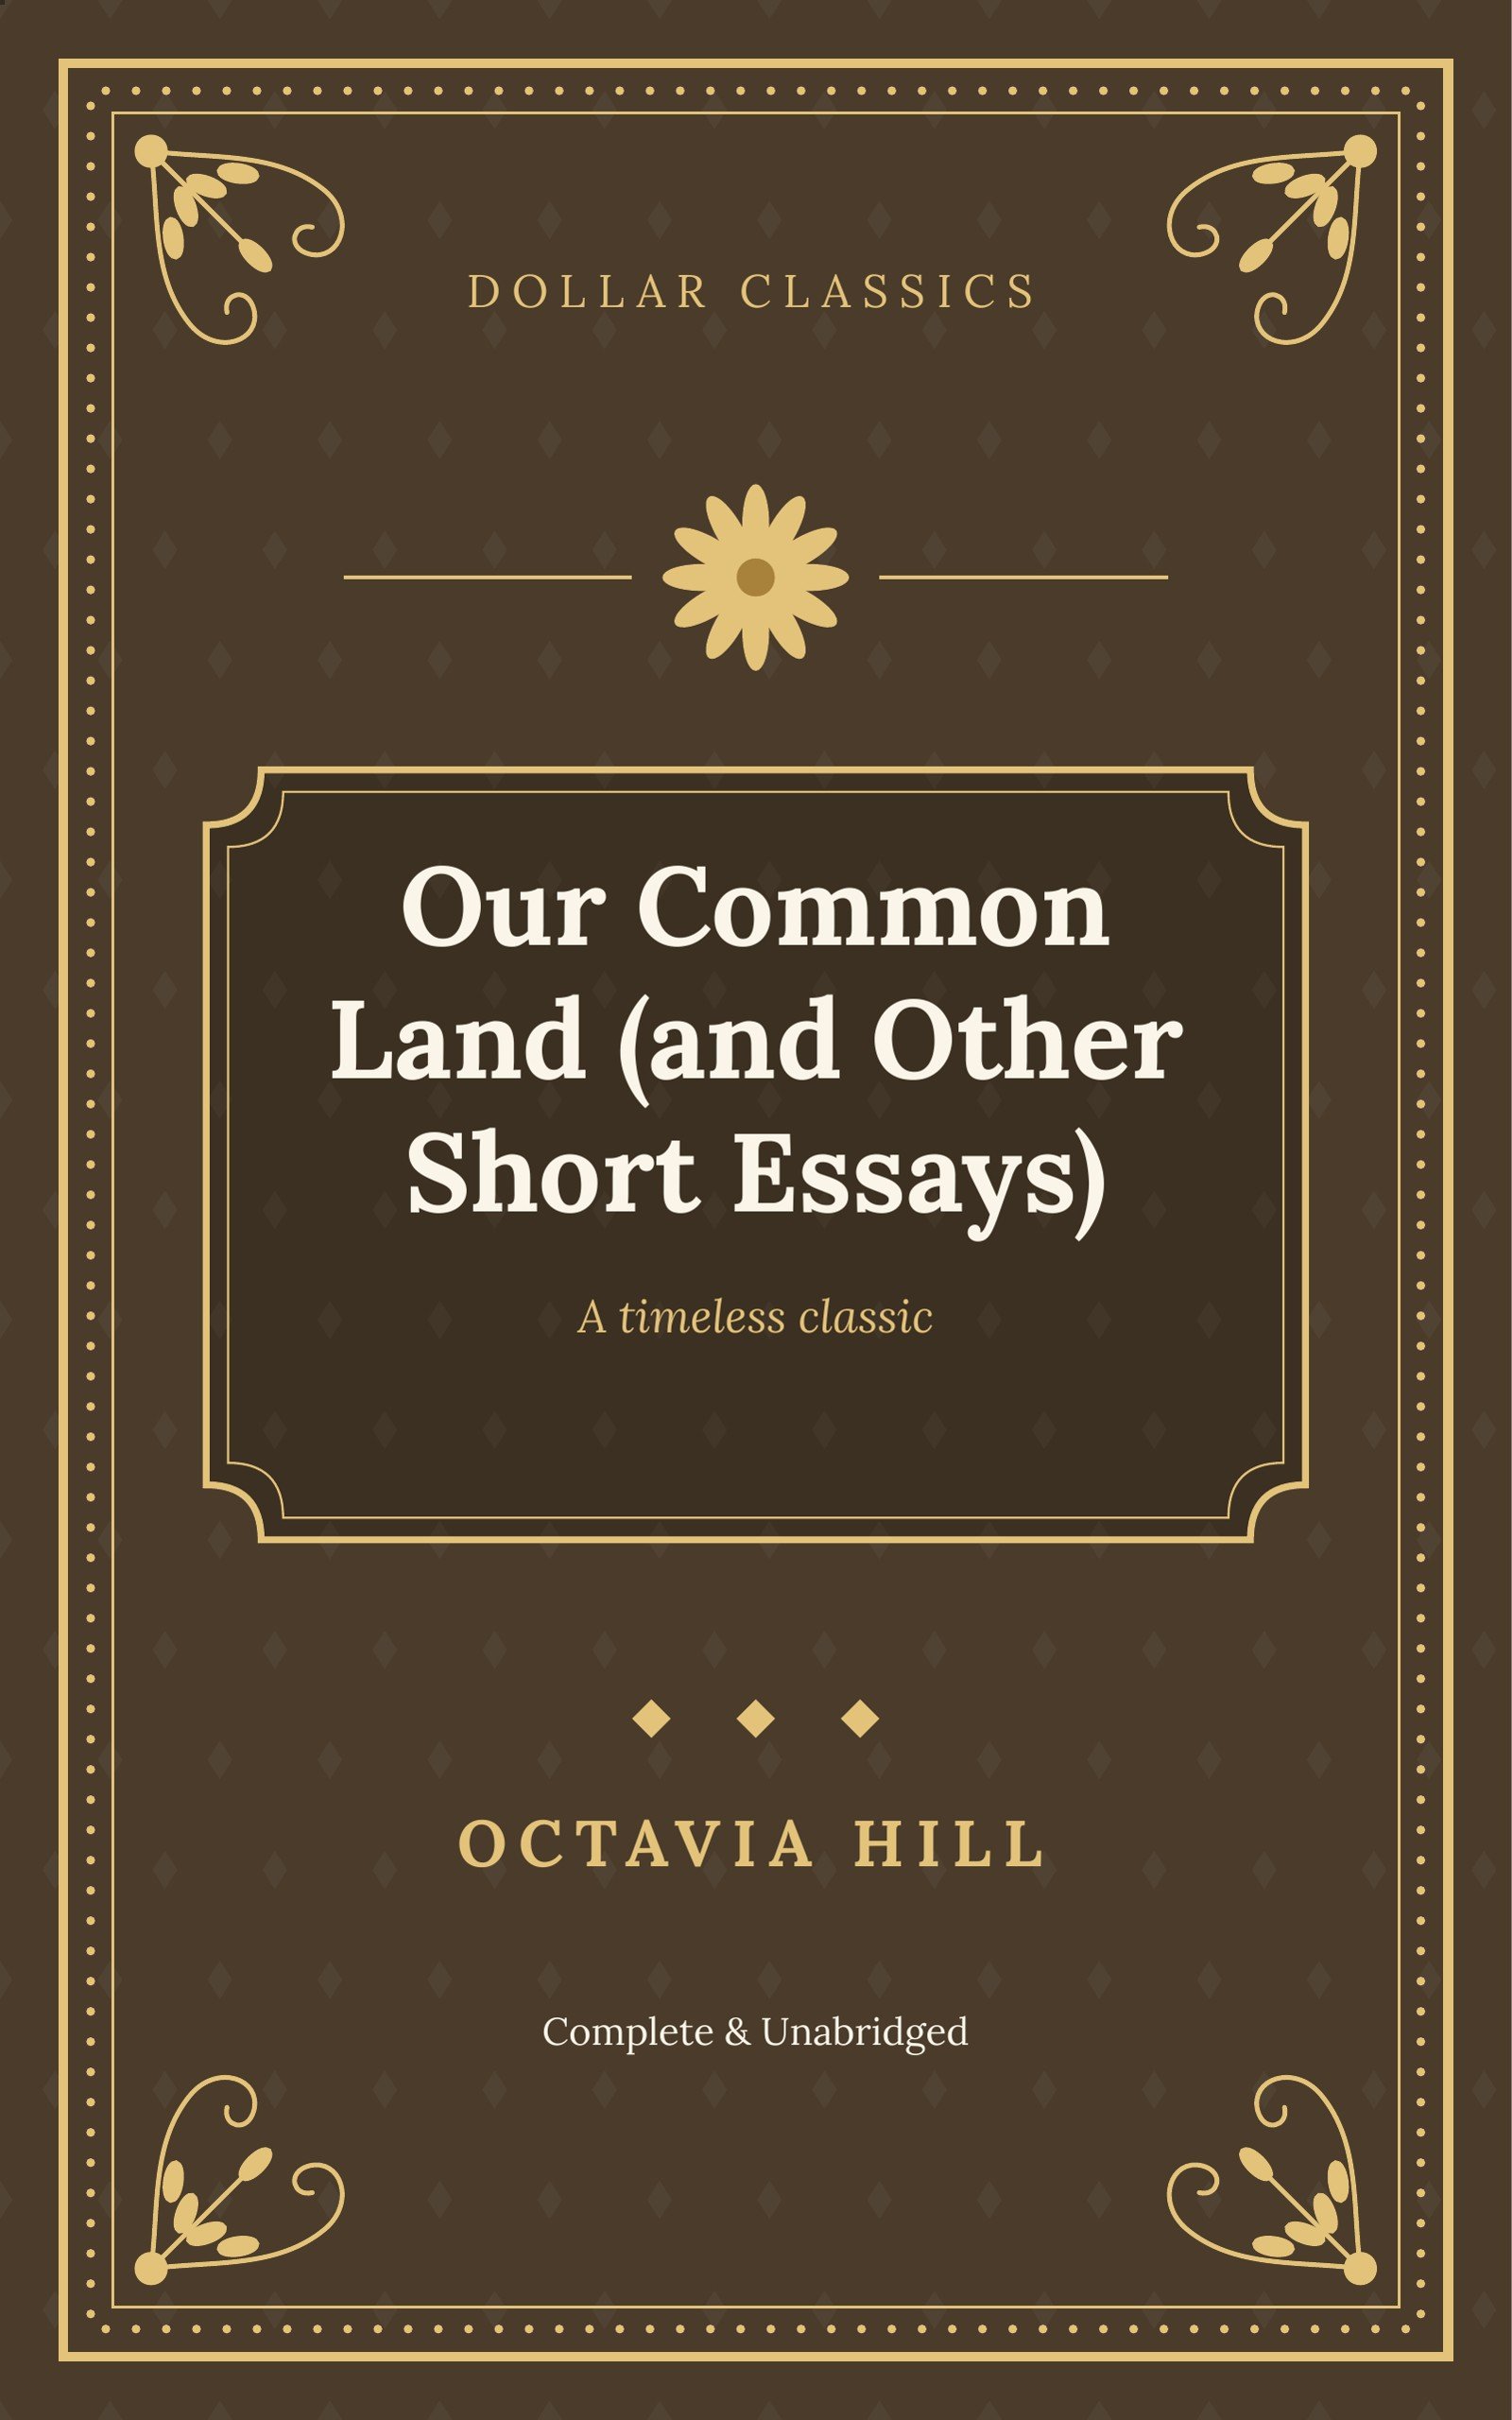 DOLLAR CLASSICS
Our Common
Land (and Other
Short Essays)
A timeless classic
OCTAVIA HILL
Complete & Unabridged